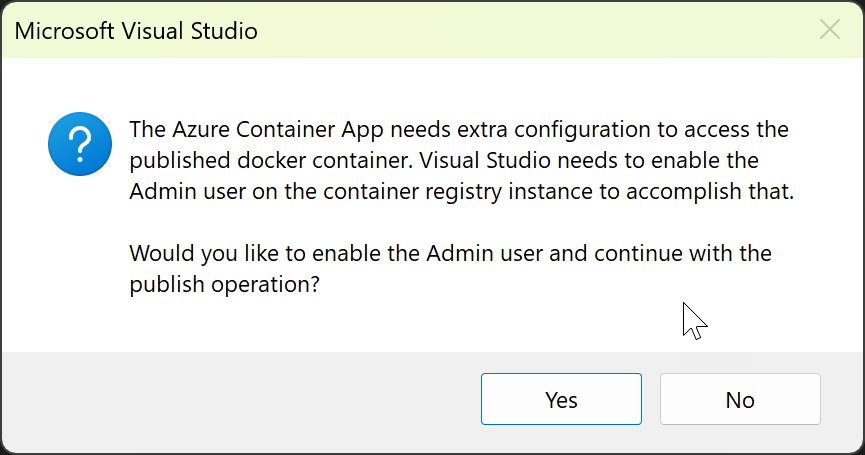 Microsoft Visual Studio
The Azure Container App needs extra configuration to access the
published docker container. Visual Studio needs to enable the
Admin user on the container registry instance to accomplish that.
Would you like to enable the Admin user and continue with the
publish operation?
Yes
No